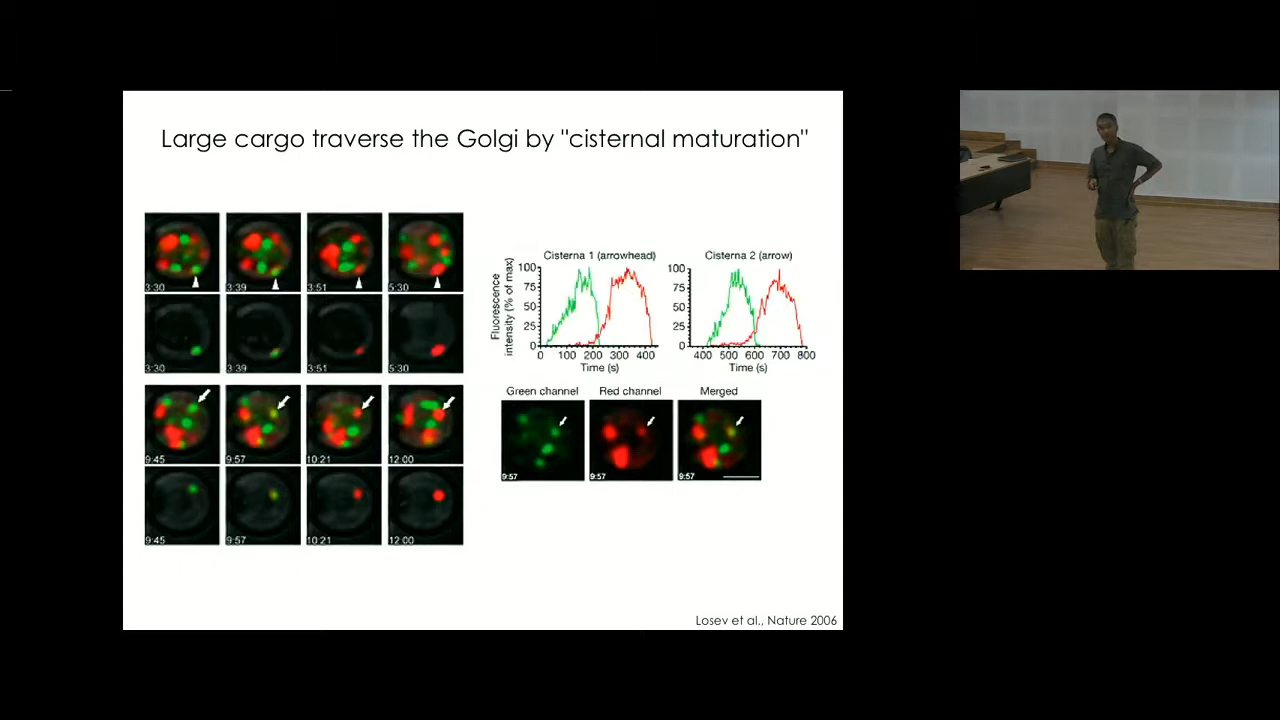 Large cargo traverse the Golgi by "cisternal maturation"
3:30
3:39
3:51
5:30
3:30
3:39
3:51
5:30
9:45
9:57
10:21
12:00
9:45
9:57
10:21
12:00
Cisterna 1 (arrowhead)
Fluorescence
intensity (% of max)
100
75
50
25
0
0 100 200 300 400
Time (s)
Cisterna 2 (arrow)
100
75
50
25
0
400 500 600 700 800
Time (s)
Green channel
Red channel
Merged
9:57
9:57
9:57
Losev et al., Nature 2006